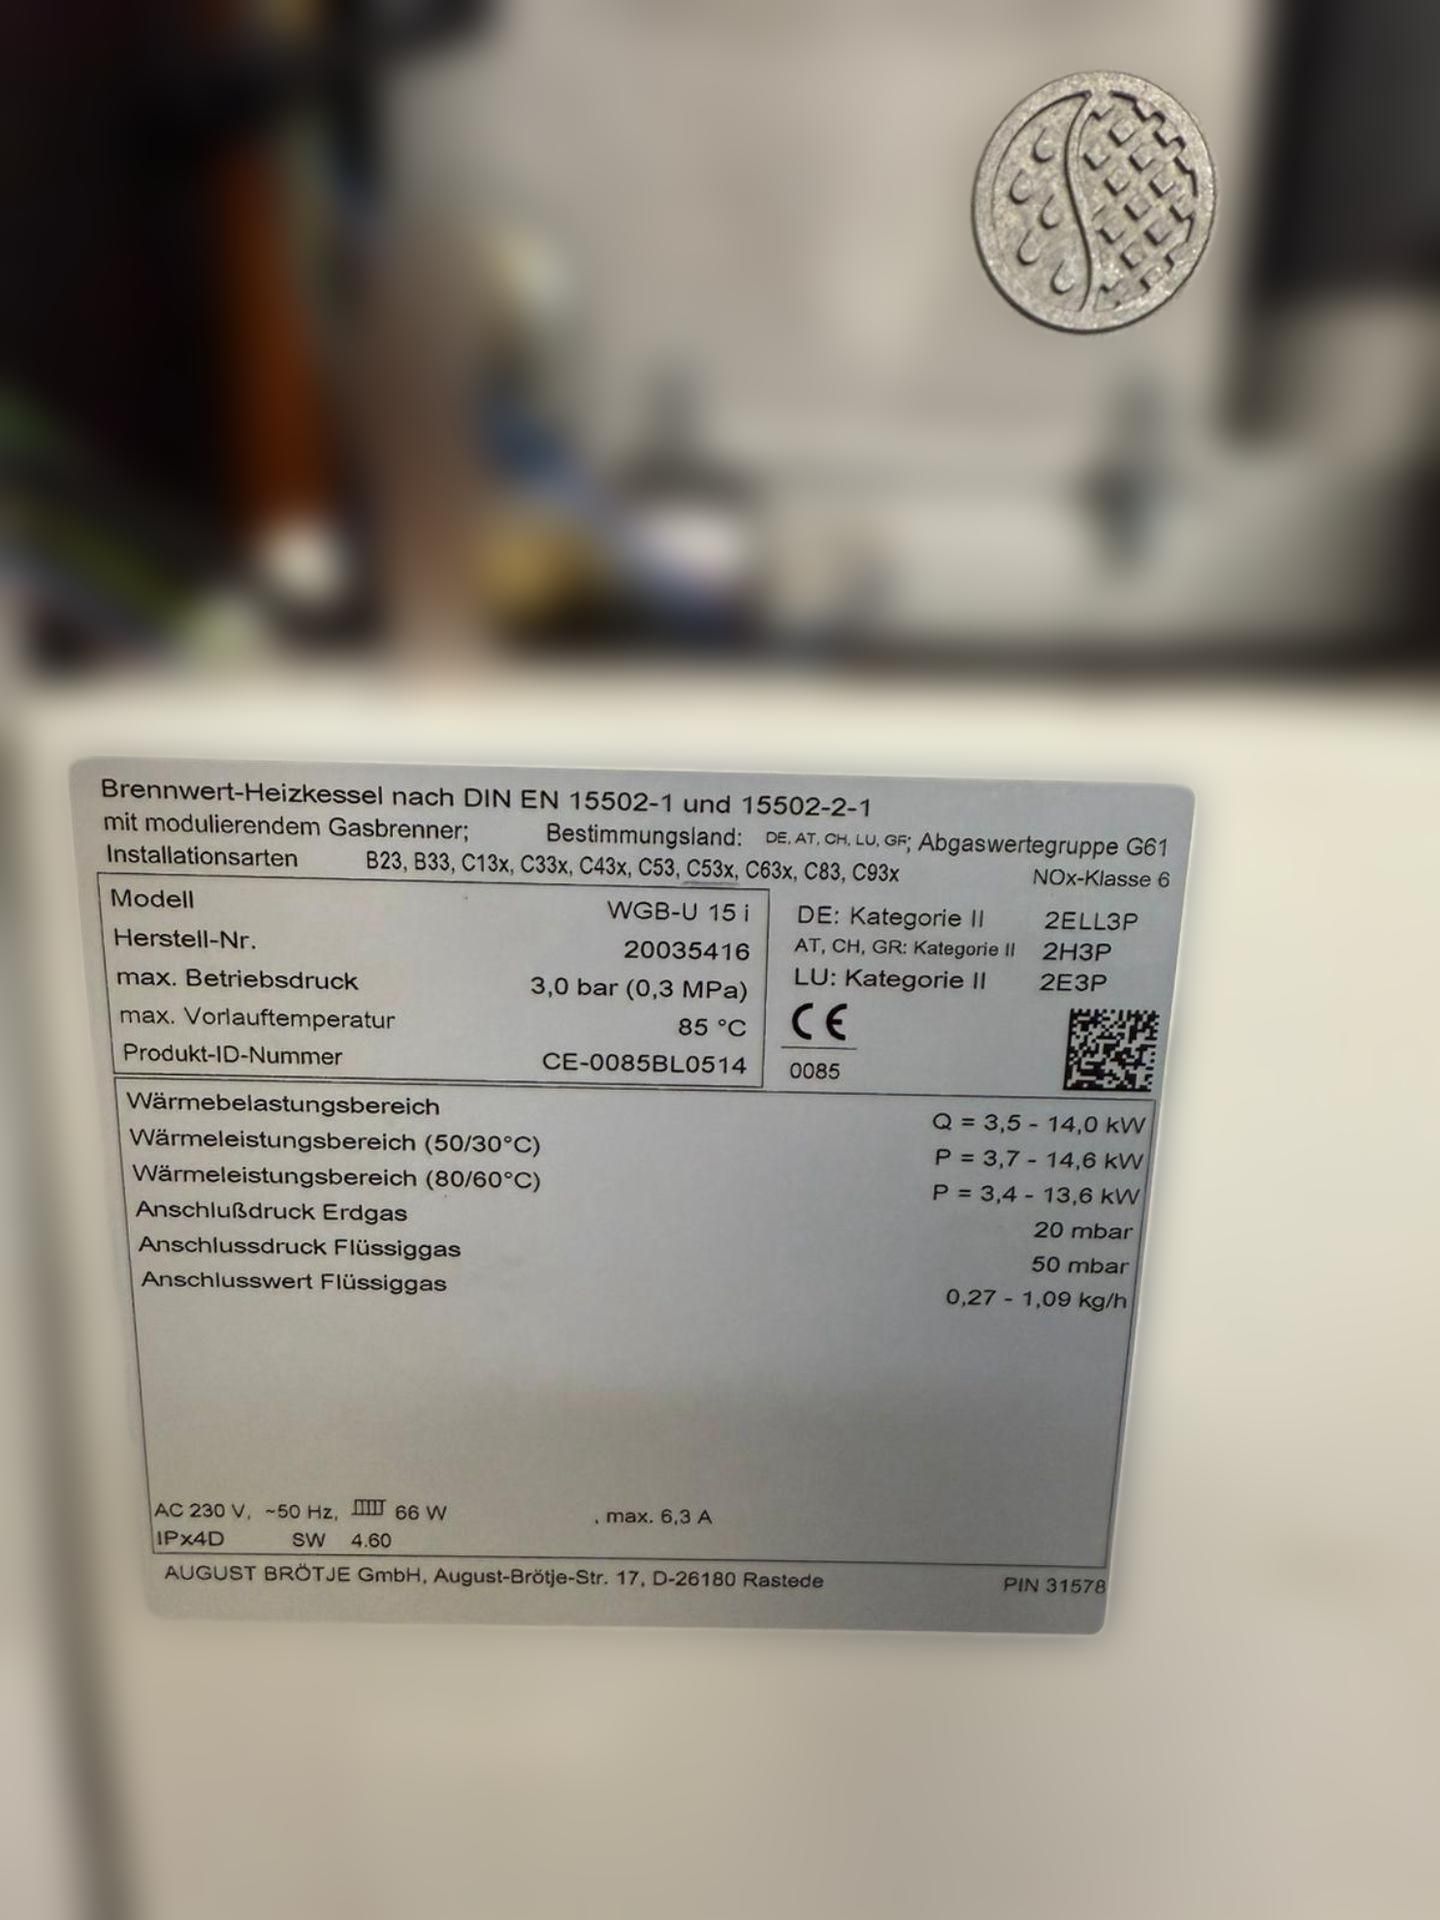 Brennwert-Heizkessel nach DIN EN 15502-1 und 15502-2-1
mit modulierendem Gasbrenner; Bestimmungsland: DE, AT, CH, LU, GR; Abgaswertegruppe G61
Installationsarten B23, B33, C13x, C33x, C43x, C53, C53x, C63x, C83, C93x NOx-Klasse 6
Modell WGB-U 15 i
Herstell-Nr. 20035416
max. Betriebsdruck 3,0 bar (0,3 MPa)
max. Vorlauftemperatur 85 °C
Produkt-ID-Nummer CE-0085BL0514
DE: Kategorie II 2ELL3P
AT, CH, GR: Kategorie II 2H3P
LU: Kategorie II 2E3P
CE
0085
Wärmebelastungsbereich Q = 3,5 - 14,0 kW
Wärmeleistungsbereich (50/30°C) P = 3,7 - 14,6 kW
Wärmeleistungsbereich (80/60°C) P = 3,4 - 13,6 kW
Anschlußdruck Erdgas 20 mbar
Anschlussdruck Flüssiggas 50 mbar
Anschlusswert Flüssiggas 0,27 - 1,09 kg/h
AC 230 V, ~50 Hz, 66 W , max. 6,3 A
IPx4D SW 4.60
AUGUST BRÖTJE GmbH, August-Brötje-Str. 17, D-26180 Rastede PIN 31578